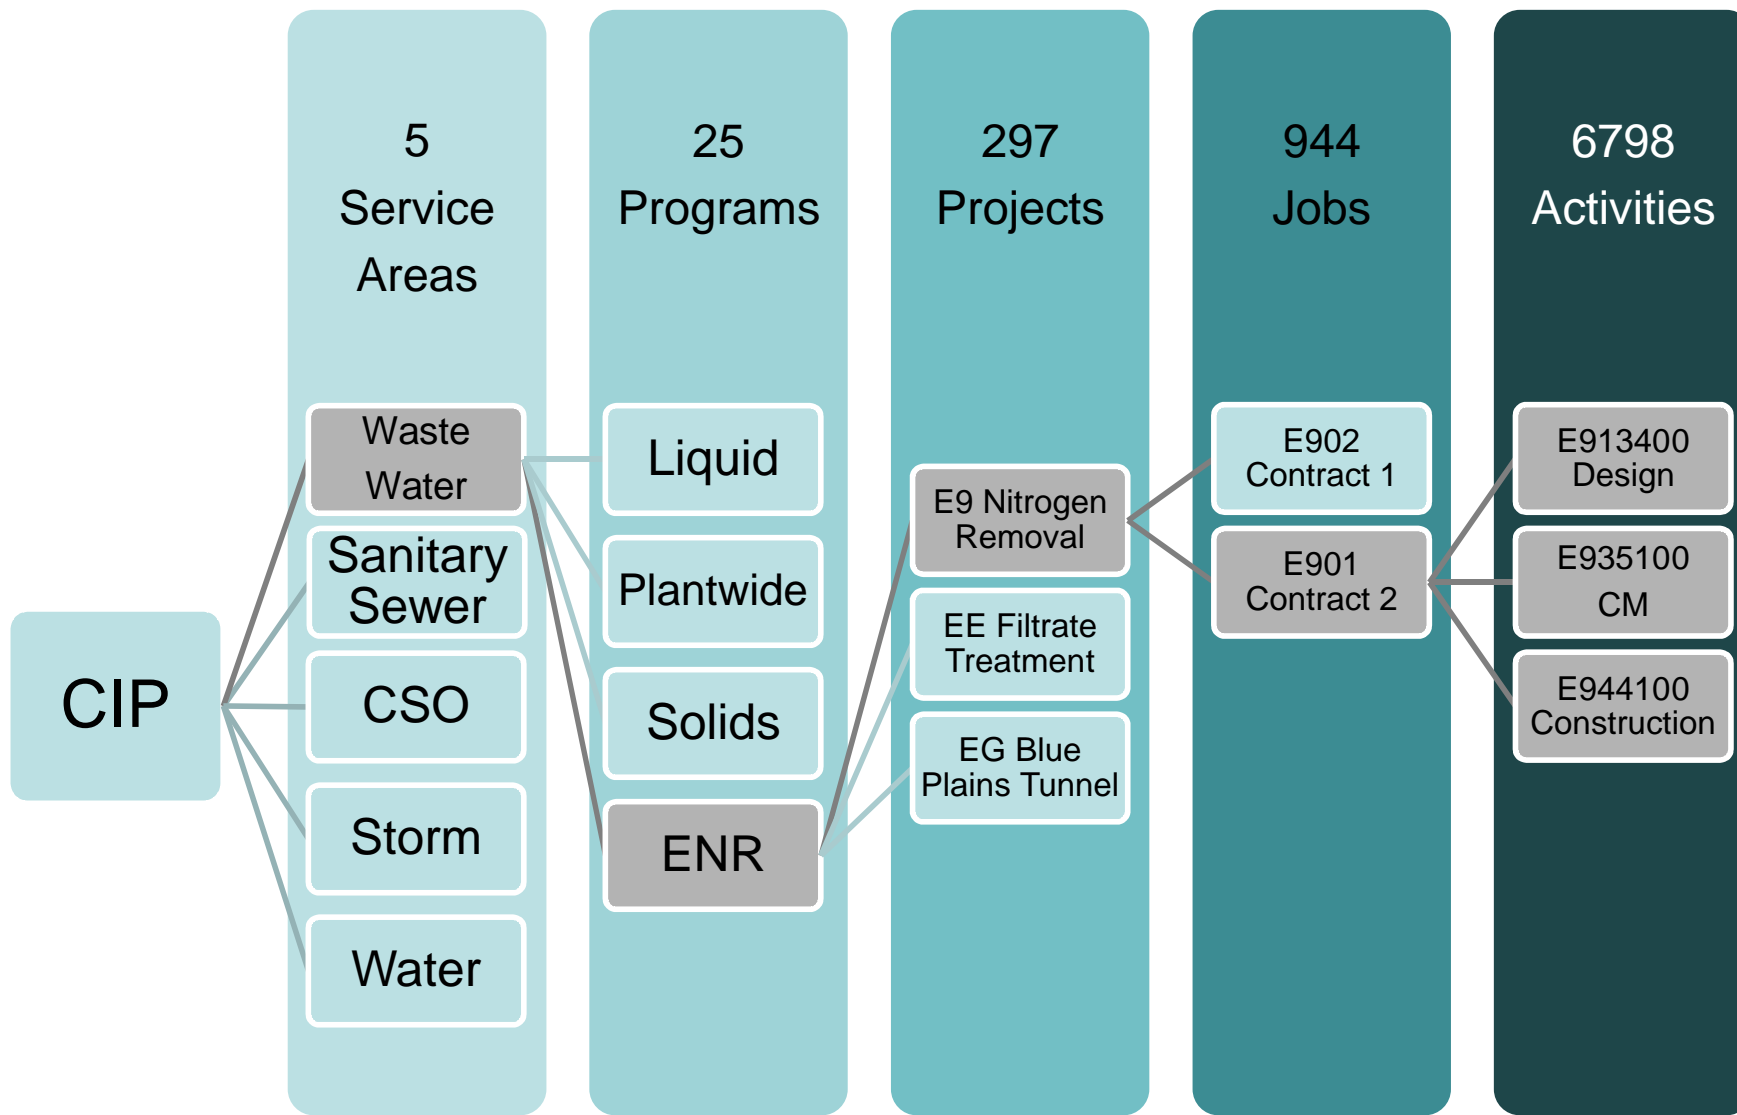 CIP
5
Service
Areas
Waste
Water
Sanitary
Sewer
CSO
Storm
Water
25
Programs
Liquid
Plantwide
Solids
ENR
297
Projects
E9 Nitrogen
Removal
EE Filtrate
Treatment
EG Blue
Plains Tunnel
944
Jobs
E902
Contract 1
E901
Contract 2
6798
Activities
E913400
Design
E935100
CM
E944100
Construction